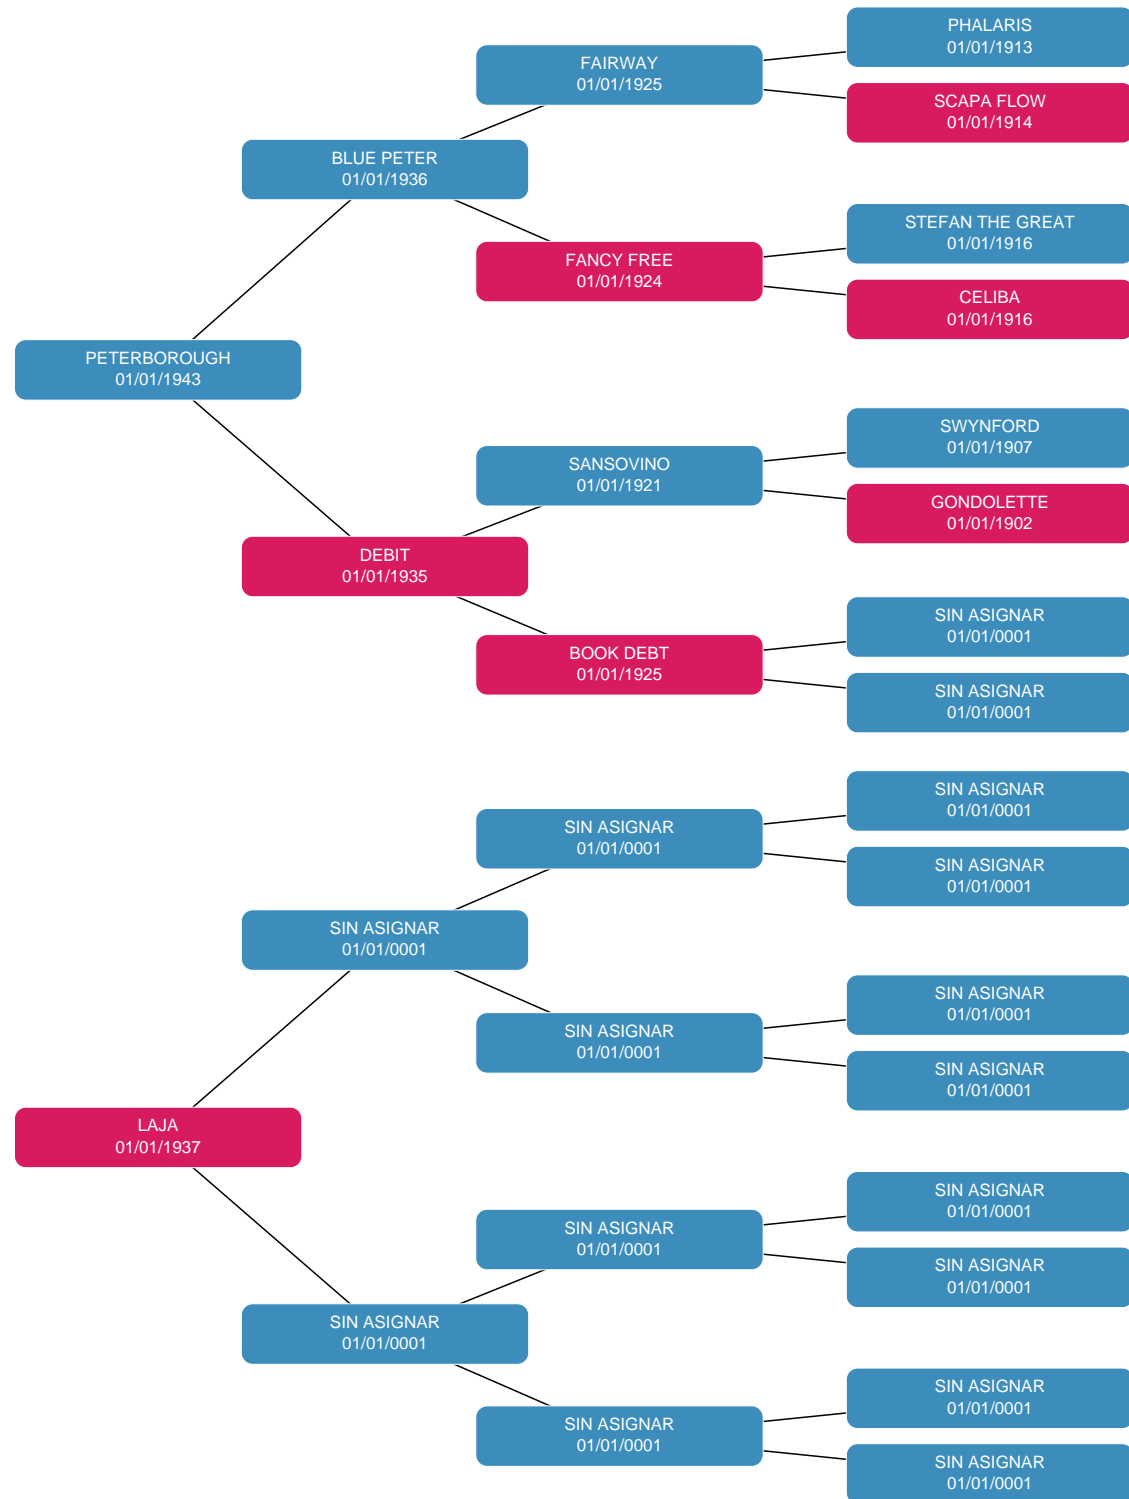 PHALARIS
01/01/1913
FAIRWAY
01/01/1925
SCAPA FLOW
01/01/1914
BLUE PETER
01/01/1936
STEFAN THE GREAT
01/01/1916
FANCY FREE
01/01/1924
CELIBA
01/01/1916
PETERBOROUGH
01/01/1943
SWYNFORD
01/01/1907
SANSOVINO
01/01/1921
GONDOLETTE
01/01/1902
DEBIT
01/01/1935
SIN ASIGNAR
01/01/0001
BOOK DEBT
01/01/1925
SIN ASIGNAR
01/01/0001
SIN ASIGNAR
01/01/0001
SIN ASIGNAR
01/01/0001
SIN ASIGNAR
01/01/0001
SIN ASIGNAR
01/01/0001
SIN ASIGNAR
01/01/0001
SIN ASIGNAR
01/01/0001
SIN ASIGNAR
01/01/0001
LAJA
01/01/1937
SIN ASIGNAR
01/01/0001
SIN ASIGNAR
01/01/0001
SIN ASIGNAR
01/01/0001
SIN ASIGNAR
01/01/0001
SIN ASIGNAR
01/01/0001
SIN ASIGNAR
01/01/0001
SIN ASIGNAR
01/01/0001